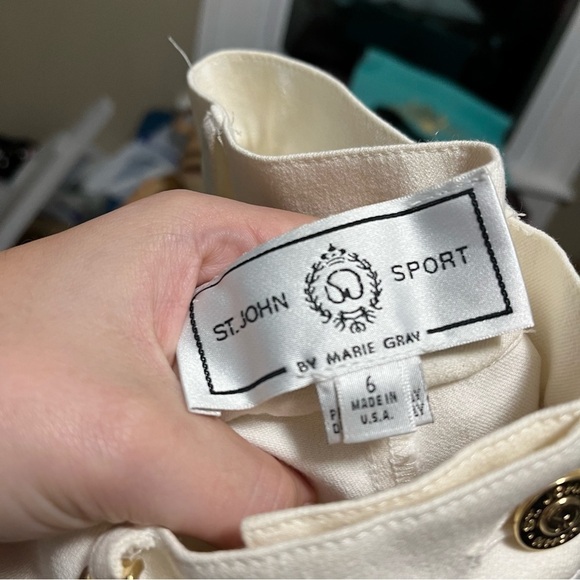 ST. JOHN SPORT
BY MARIE GRAY
6
MADE IN
U.S.A.